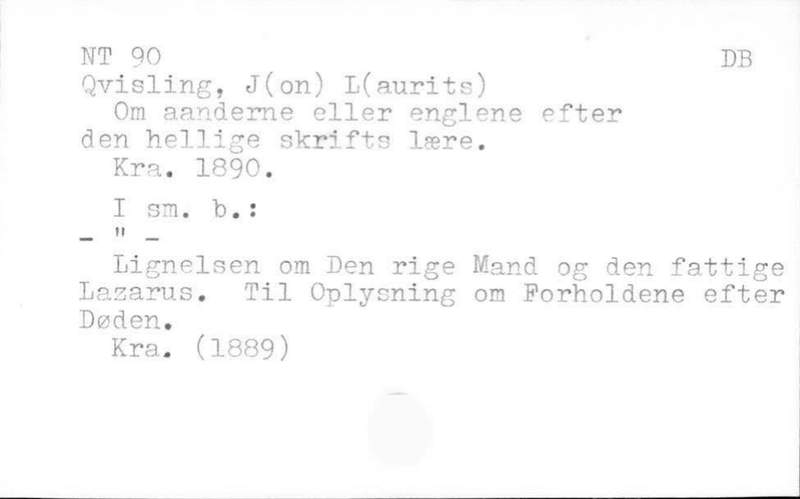 NT 90 DB
Qvisling, J(on) L(aurits)
Om aanderne eller englene efter
den hellige skrifts lære.
Kra. 1890.
I sm. b.:
_ " _
Lignelsen om Den rige Mand og den fattige
Lazarus. Til Oplysning om Forholdene efter
Døden.
Kra. (1889)